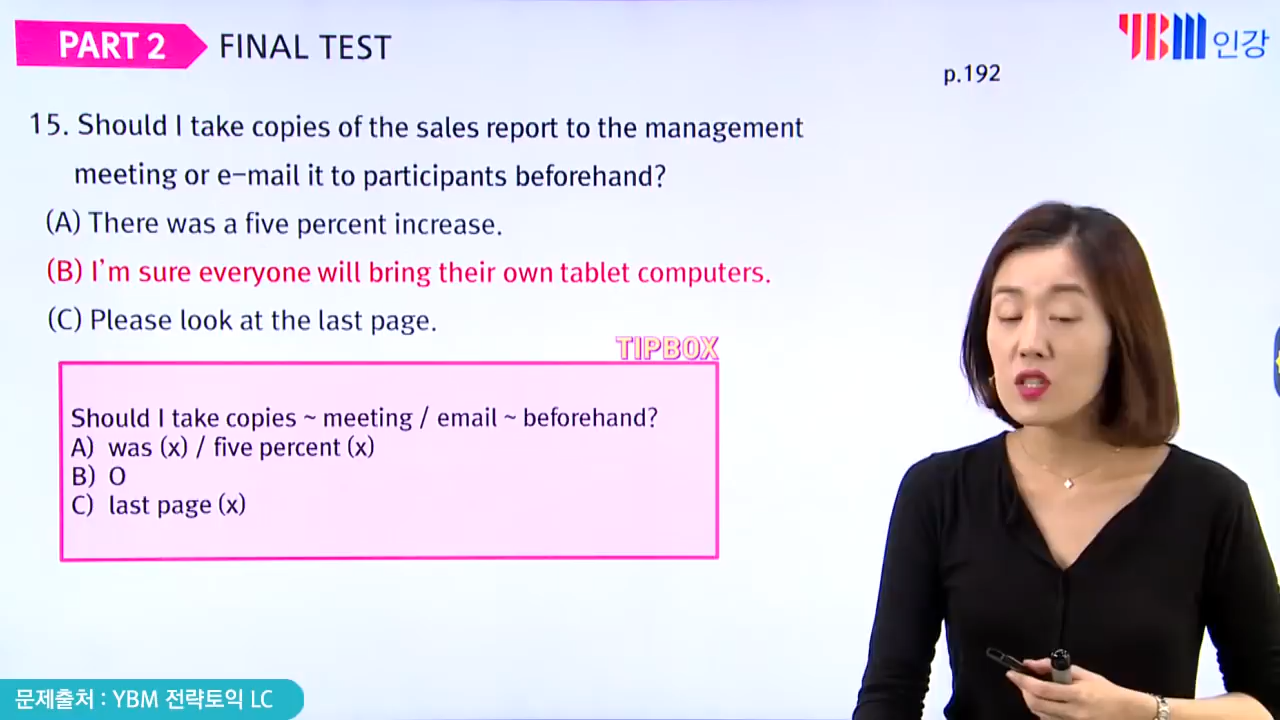 PART 2
FINAL TEST
YBM 인강
p.192
15. Should I take copies of the sales report to the management
meeting or e-mail it to participants beforehand?
(A) There was a five percent increase.
(B) I'm sure everyone will bring their own tablet computers.
(C) Please look at the last page.
TIPBOX
Should I take copies ~ meeting / email ~ beforehand?
A) was (x) / five percent (x)
B) O
C) last page (x)
문제출처 : YBM 전략토익 LC